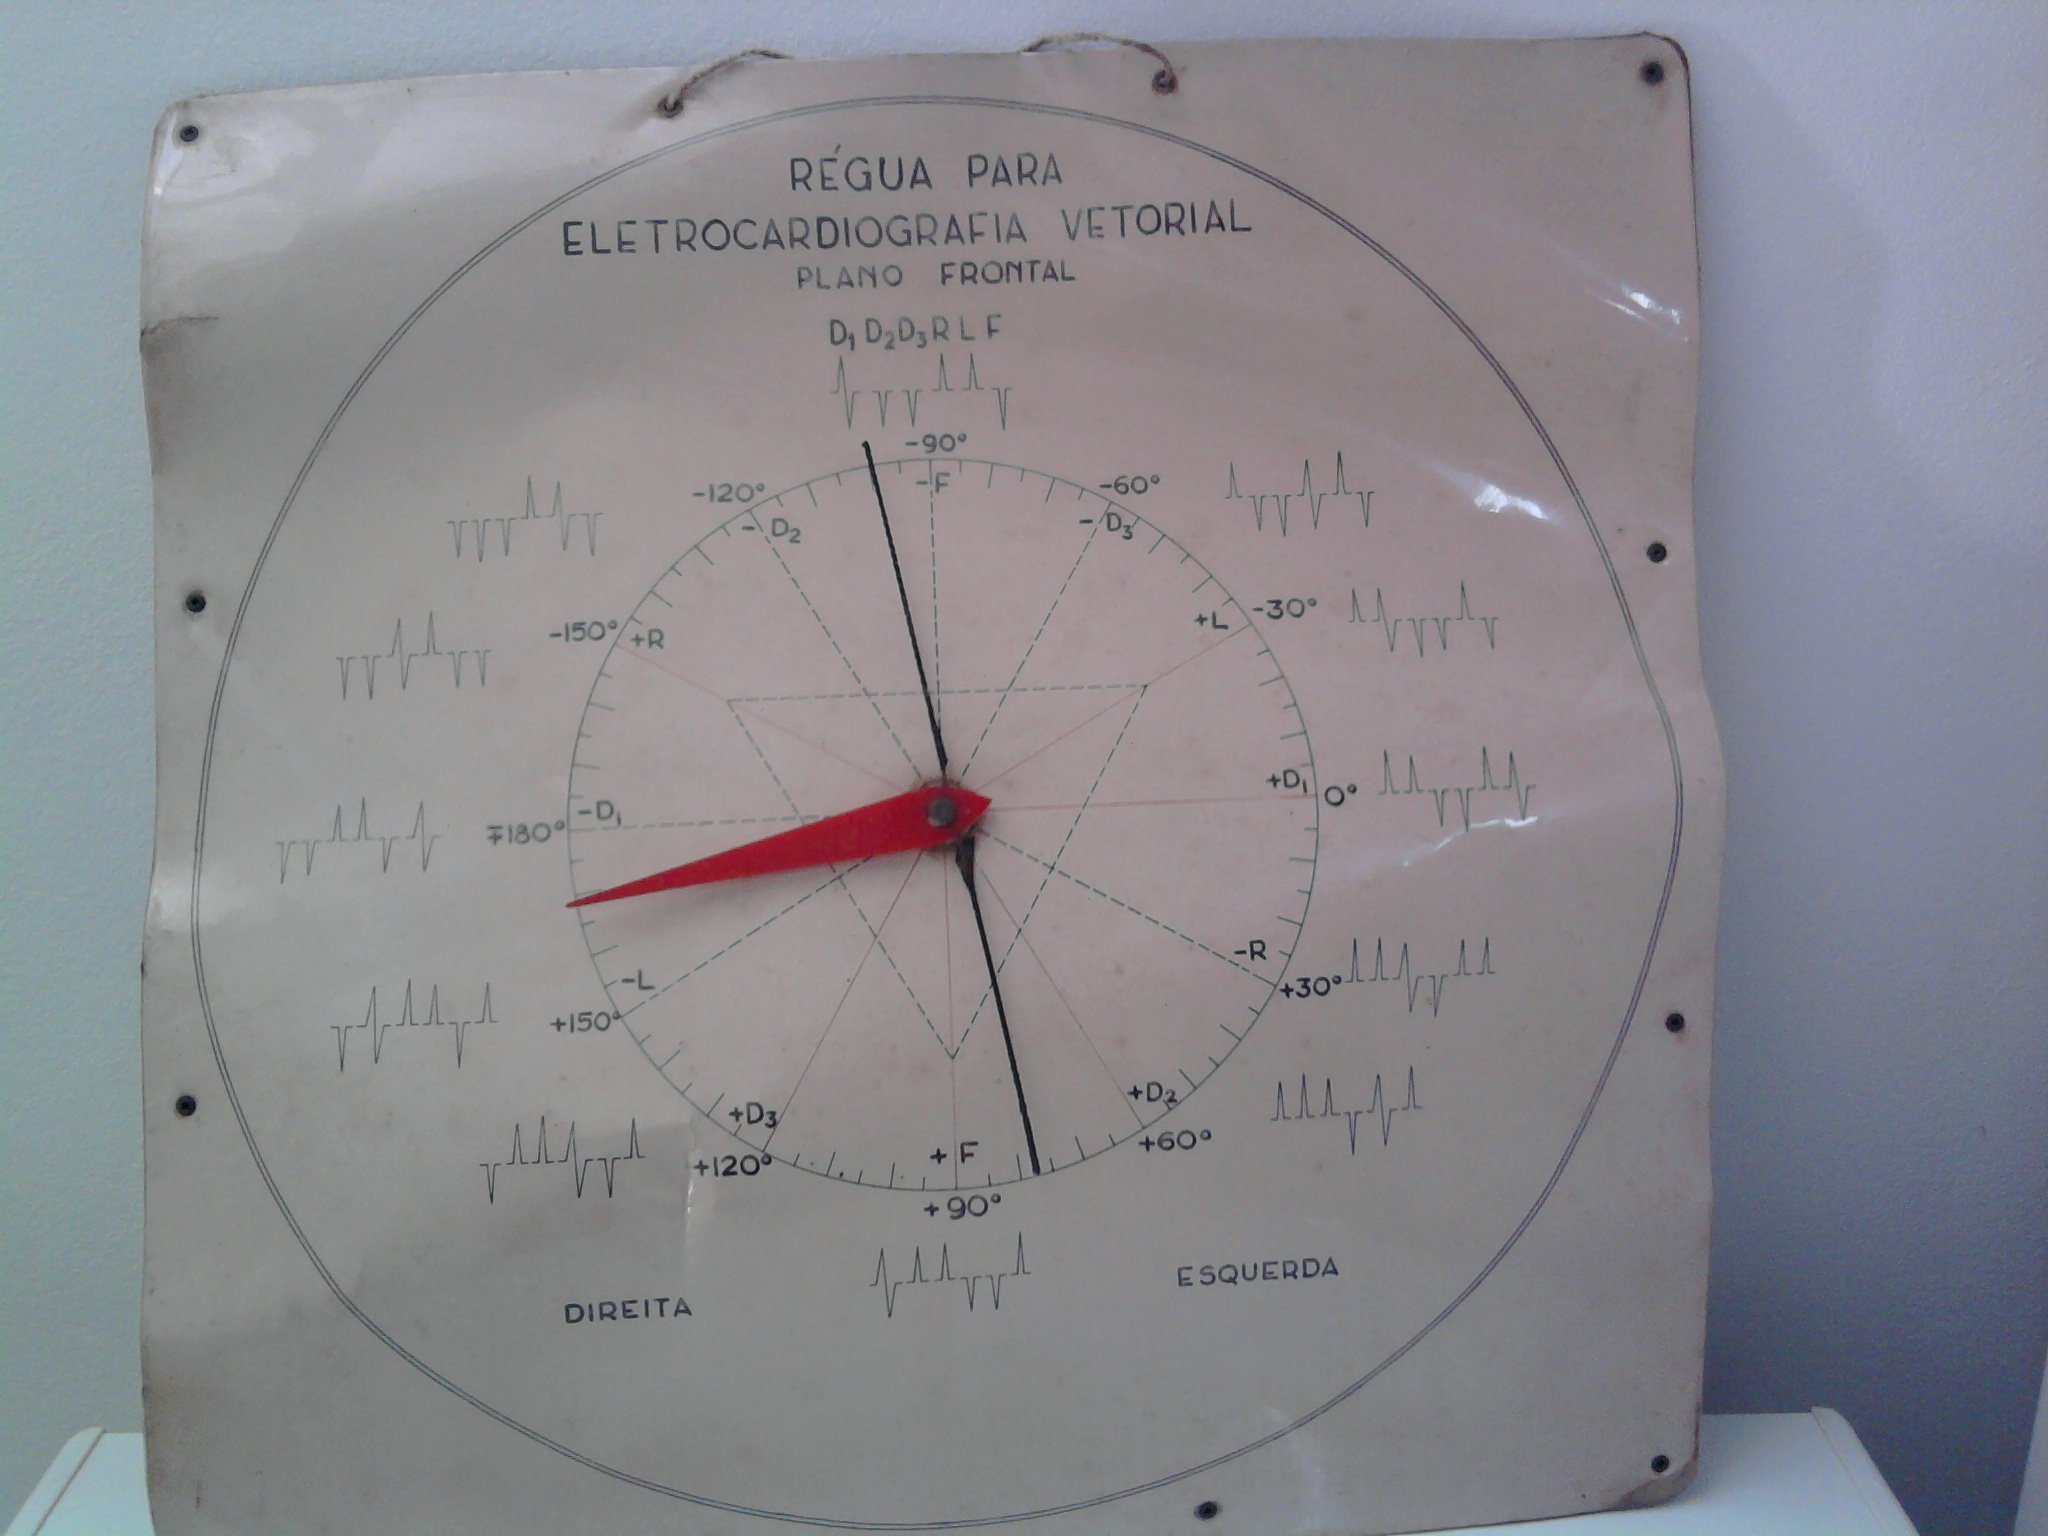 RÉGUA PARA
ELETROCARDIOGRAFIA VETORIAL
PLANO FRONTAL
D₁ D₂ D₃ R L F
-90°
-F
-120°
- D₂
-60°
- D₃
-150°
+R
-30°
+L
∓180°
-D₁
+D₁
0°
-L
+150°
-R
+30°
+D₃
+120°
+ F
+90°
+D₂
+60°
DIREITA
ESQUERDA